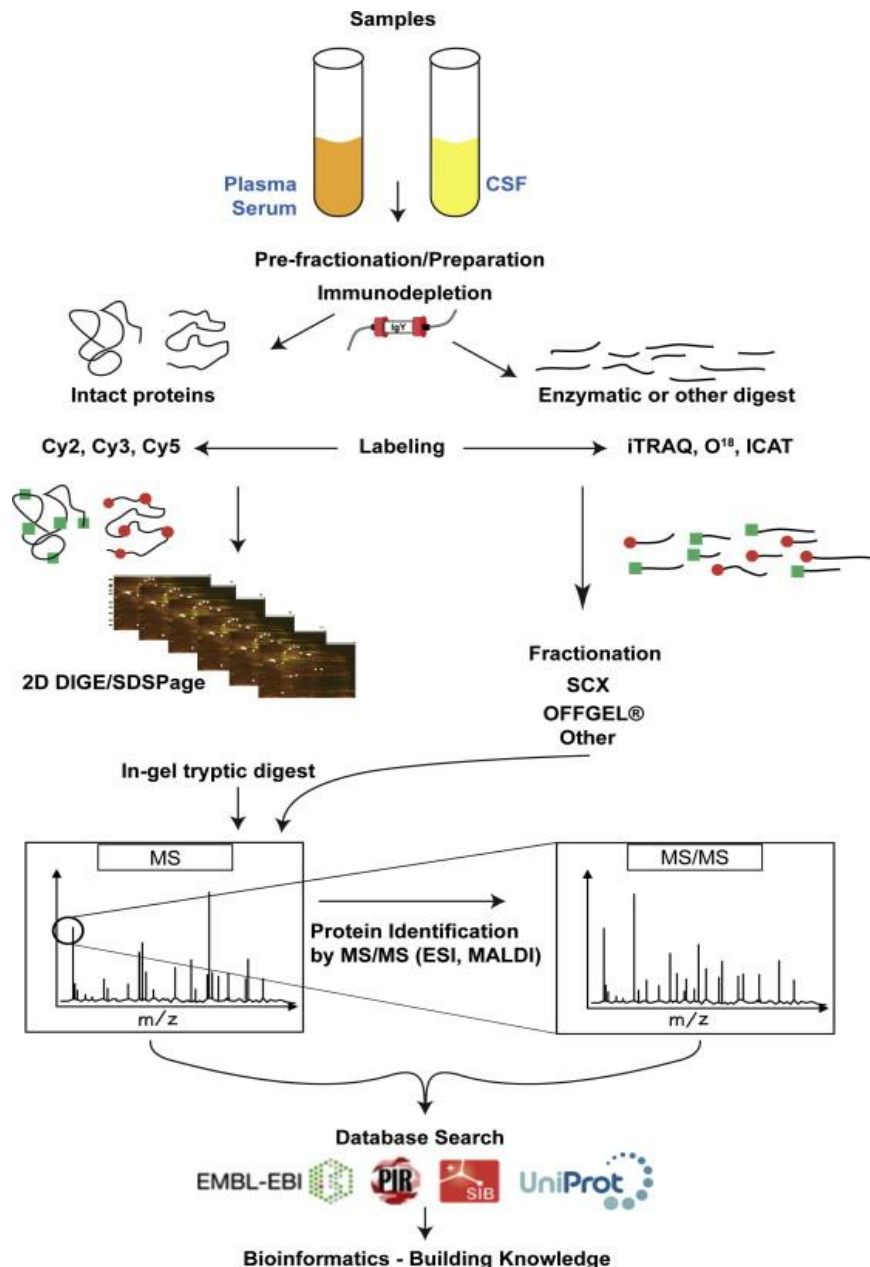 Samples
Plasma
Serum
CSF
Pre-fractionation/Preparation
Immunodepletion
IgY
Intact proteins
Enzymatic or other digest
Cy2, Cy3, Cy5
Labeling
iTRAQ, O¹⁸, ICAT
2D DIGE/SDSPage
Fractionation
SCX
OFFGEL®
Other
In-gel tryptic digest
MS
MS/MS
Protein Identification
by MS/MS (ESI, MALDI)
m/z
m/z
Database Search
EMBL-EBI
PIR
SIB
UniProt
Bioinformatics - Building Knowledge